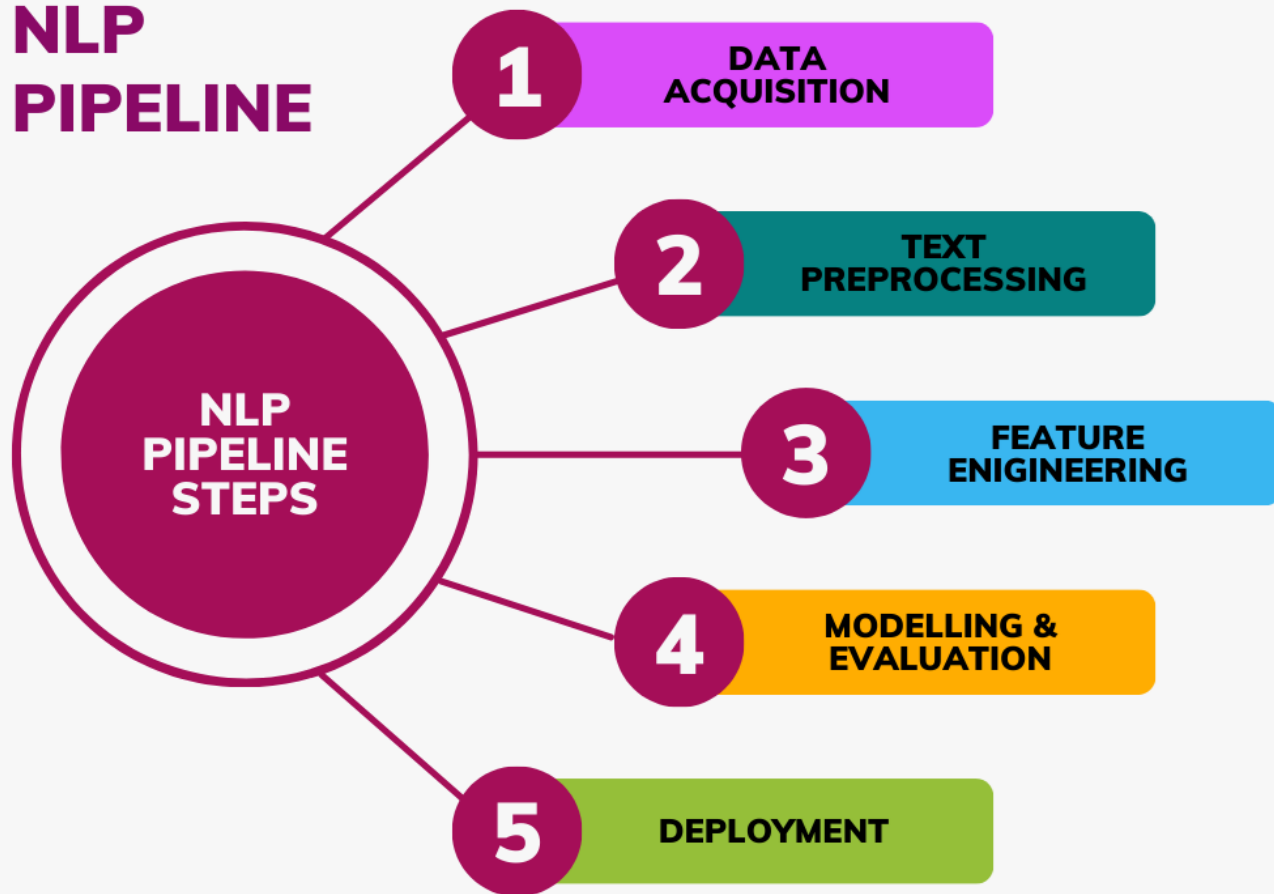 NLP
PIPELINE
1
DATA
ACQUISITION
2
TEXT
PREPROCESSING
NLP
PIPELINE
STEPS
3
FEATURE
ENIGINEERING
4
MODELLING &
EVALUATION
5
DEPLOYMENT